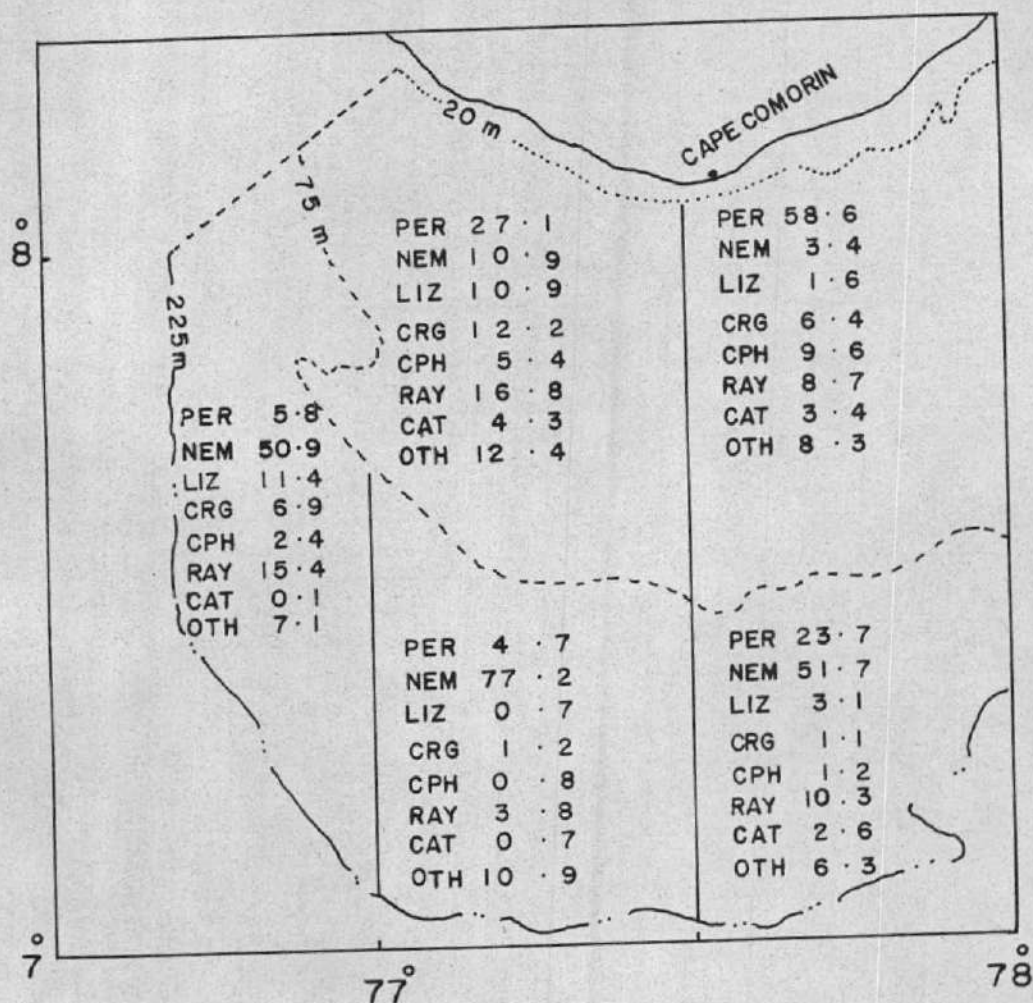 CAPE COMORIN
20 m
75 m
225m
°
8
PER 27.1
NEM 10.9
LIZ 10.9
CRG 12.2
CPH 5.4
RAY 16.8
CAT 4.3
OTH 12.4
PER 58.6
NEM 3.4
LIZ 1.6
CRG 6.4
CPH 9.6
RAY 8.7
CAT 3.4
OTH 8.3
PER 5.8
NEM 50.9
LIZ 11.4
CRG 6.9
CPH 2.4
RAY 15.4
CAT 0.1
OTH 7.1
PER 4.7
NEM 77.2
LIZ 0.7
CRG 1.2
CPH 0.8
RAY 3.8
CAT 0.7
OTH 10.9
PER 23.7
NEM 51.7
LIZ 3.1
CRG 1.1
CPH 1.2
RAY 10.3
CAT 2.6
OTH 6.3
°
7
77°
78°